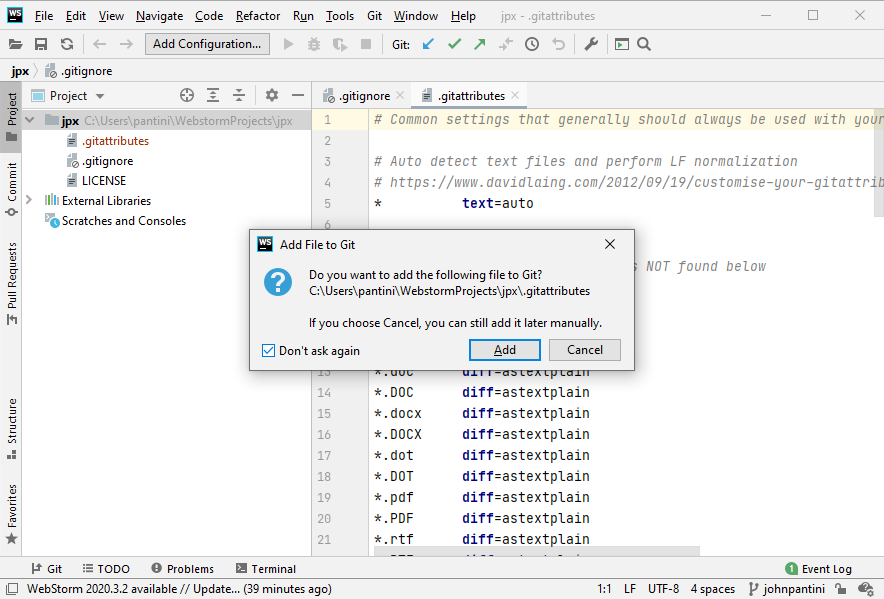 WS File Edit View Navigate Code Refactor Run Tools Git Window Help jpx - .gitattributes
Add Configuration... Git:
jpx .gitignore
Project
.gitignore .gitattributes
Project
Commit
Pull Requests
Structure
Favorites
jpx C:\Users\pantini\WebstormProjects\jpx
.gitattributes
.gitignore
LICENSE
External Libraries
Scratches and Consoles
1 # Common settings that generally should always be used with your
2
3 # Auto detect text files and perform LF normalization
4 # https://www.davidlaing.com/2012/09/19/customise-your-gitattrib
5 * text=auto
6
NOT found below
WS Add File to Git
Do you want to add the following file to Git?
C:\Users\pantini\WebstormProjects\jpx\.gitattributes
If you choose Cancel, you can still add it later manually.
Don't ask again Add Cancel
13 *.doc diff=astextplain
14 *.DOC diff=astextplain
15 *.docx diff=astextplain
16 *.DOCX diff=astextplain
17 *.dot diff=astextplain
18 *.DOT diff=astextplain
19 *.pdf diff=astextplain
20 *.PDF diff=astextplain
21 *.rtf diff=astextplain
Git TODO Problems Terminal 1 Event Log
WebStorm 2020.3.2 available // Update... (39 minutes ago) 1:1 LF UTF-8 4 spaces johnpantini